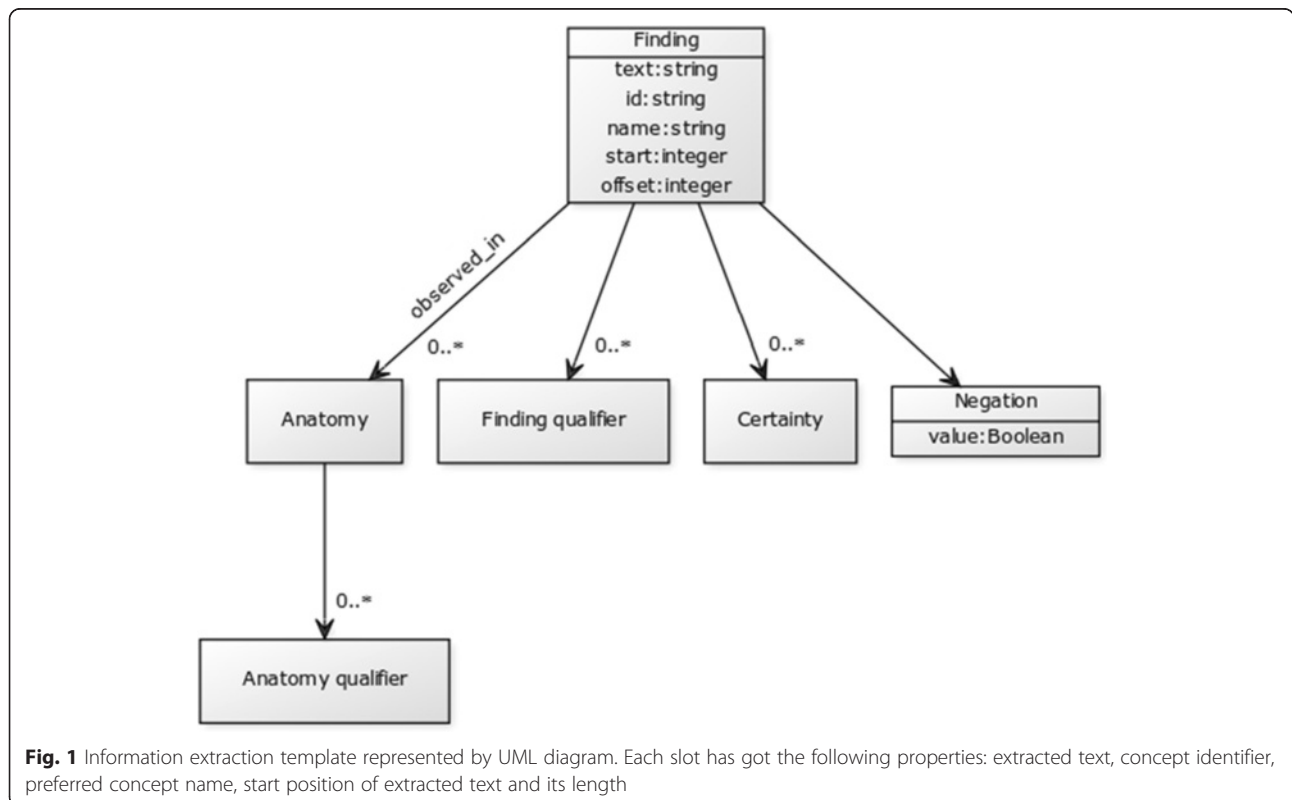 Finding
text:string
id:string
name:string
start:integer
offset:integer
observed_in
0..*
0..*
0..*
Anatomy
Finding qualifier
Certainty
Negation
value:Boolean
0..*
Anatomy qualifier
Fig. 1 Information extraction template represented by UML diagram. Each slot has got the following properties: extracted text, concept identifier,
preferred concept name, start position of extracted text and its length